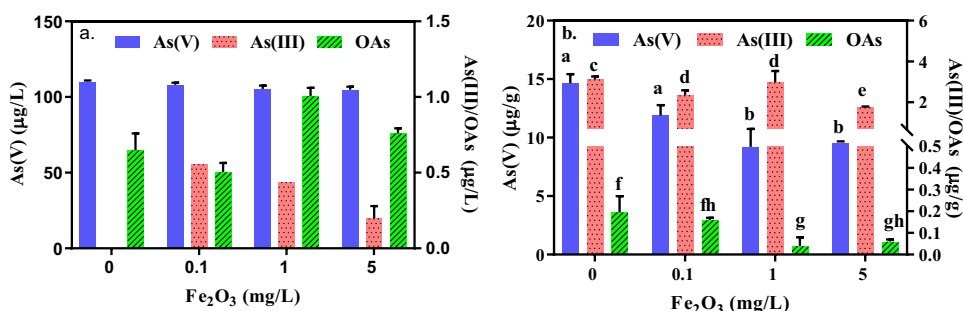 a.
As(V) As(III) OAs
As(V) (µg/L)
150
100
50
0
As(III)/OAs (µg/L)
1.5
1.0
0.5
0.0
0 0.1 1 5
Fe₂O₃ (mg/L)
b.
As(V) As(III) OAs
As(V) (µg/g)
20
15
10
5
0
As(III)/OAs (µg/g)
6
4
2
0.5
0.4
0.3
0.2
0.1
0.0
a c f
a d fh
b d g
b e gh
0 0.1 1 5
Fe₂O₃ (mg/L)